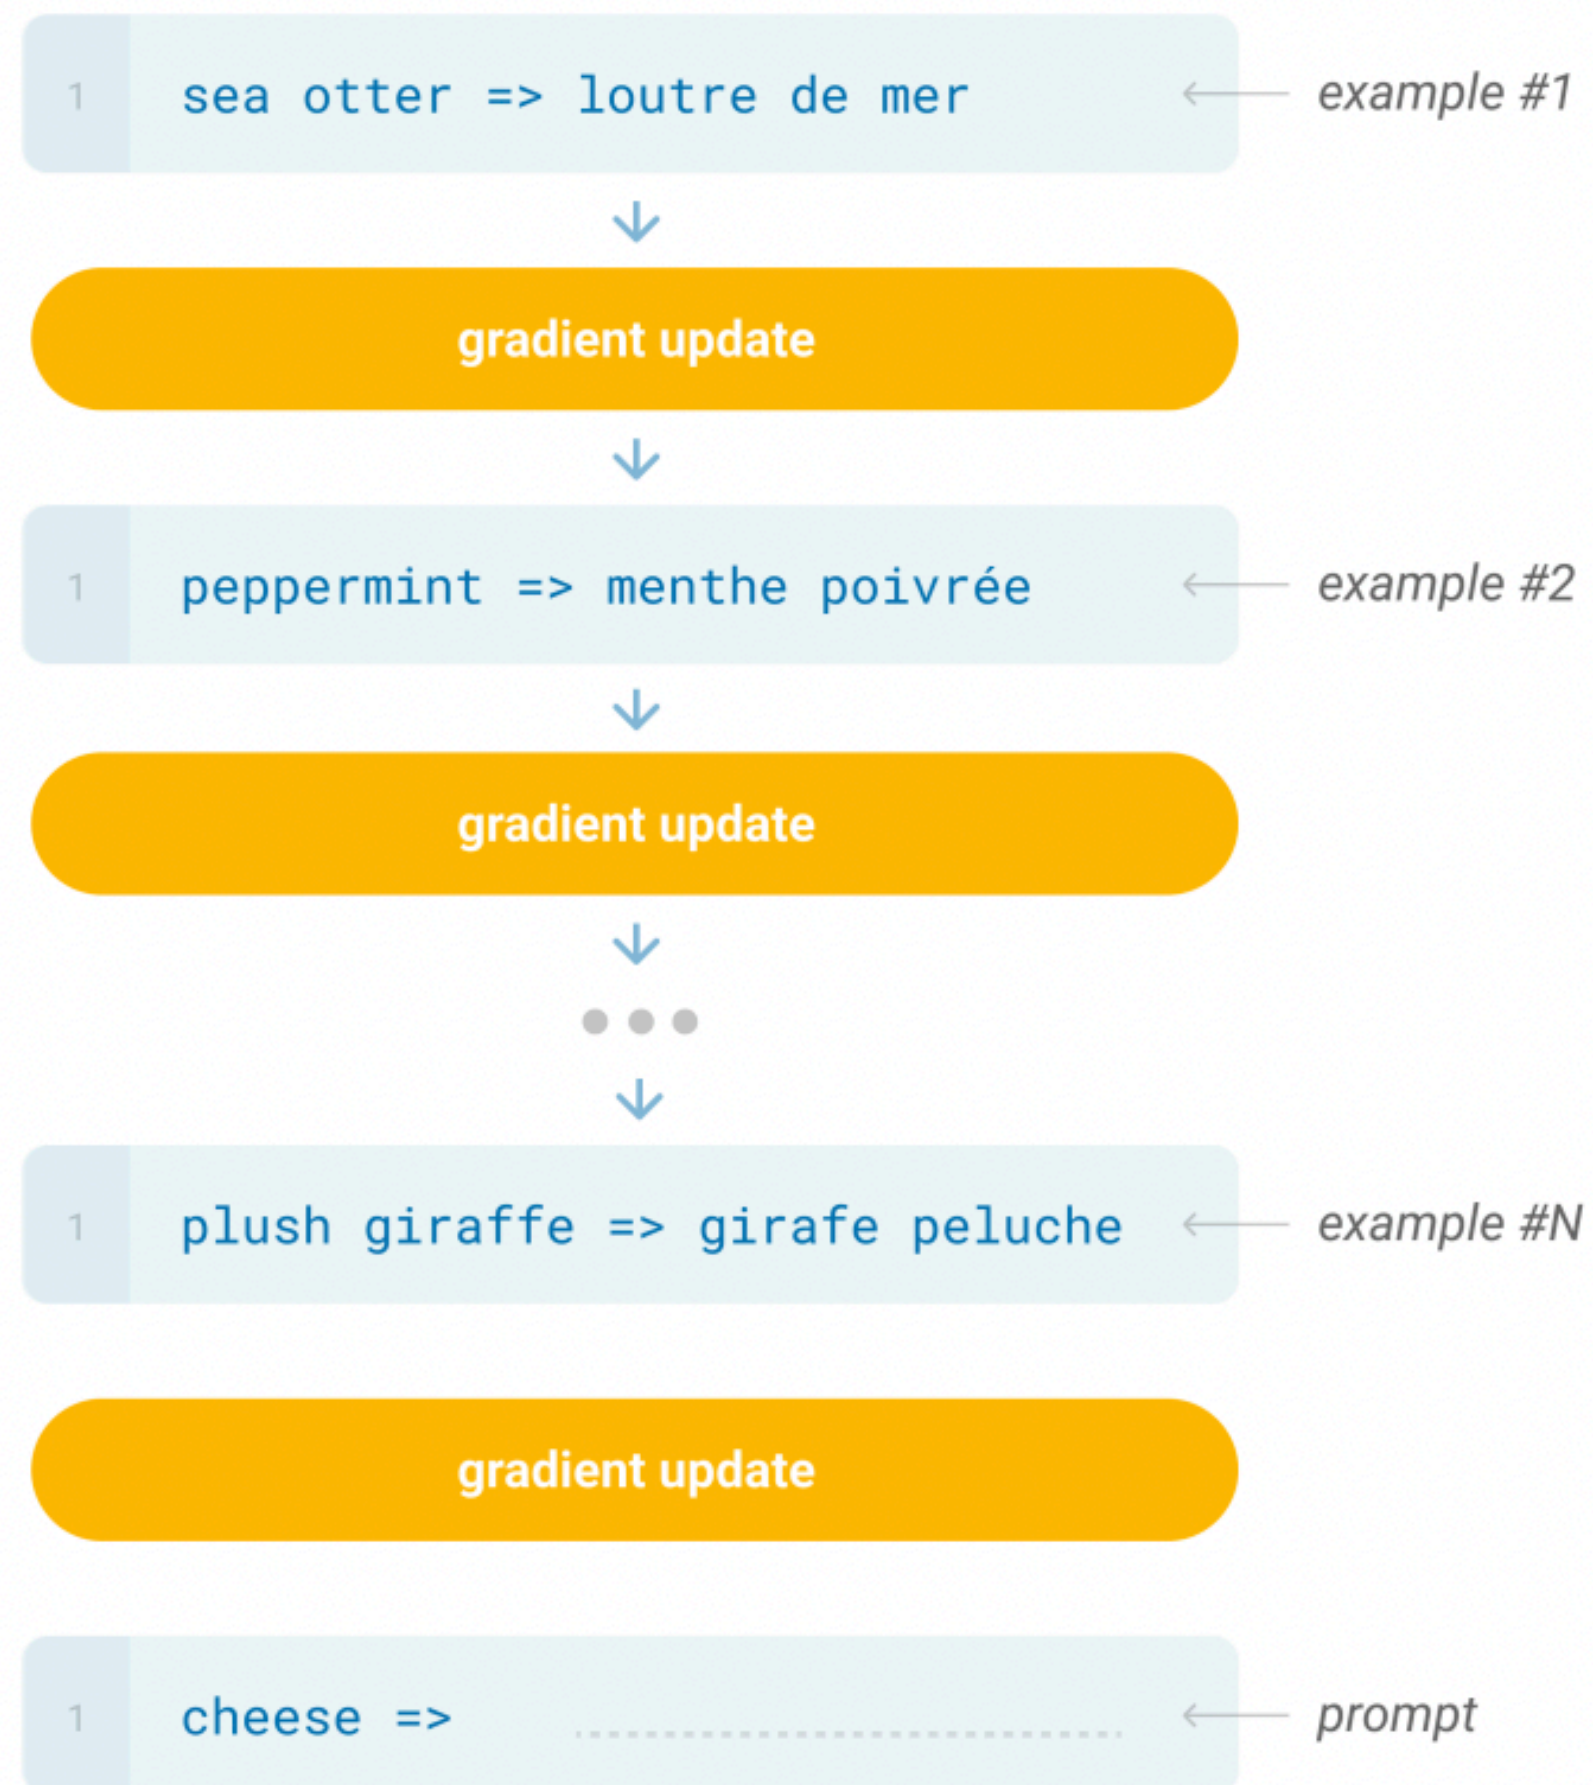 1 sea otter => loutre de mer example #1
gradient update
1 peppermint => menthe poivrée example #2
gradient update
1 plush giraffe => girafe peluche example #N
gradient update
1 cheese => prompt